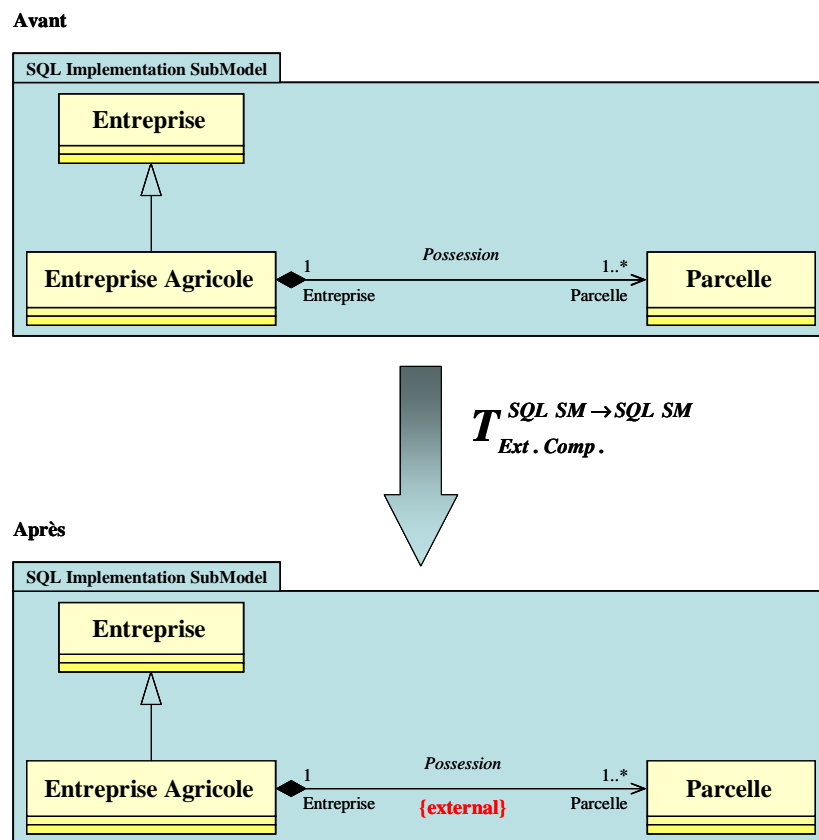 Avant
SQL Implementation SubModel
Entreprise
Entreprise Agricole
1
Possession
1..*
Entreprise
Parcelle
Parcelle
T SQL SM→SQL SM
Ext . Comp .
Après
SQL Implementation SubModel
Entreprise
Entreprise Agricole
1
Possession
1..*
Entreprise
{external}
Parcelle
Parcelle